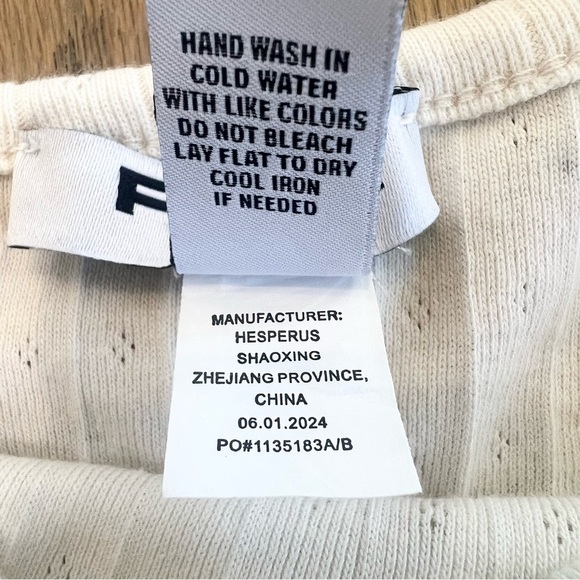 HAND WASH IN
COLD WATER
WITH LIKE COLORS
DO NOT BLEACH
LAY FLAT TO DRY
COOL IRON
IF NEEDED
MANUFACTURER:
HESPERUS
SHAOXING
ZHEJIANG PROVINCE,
CHINA
06.01.2024
PO#1135183A/B